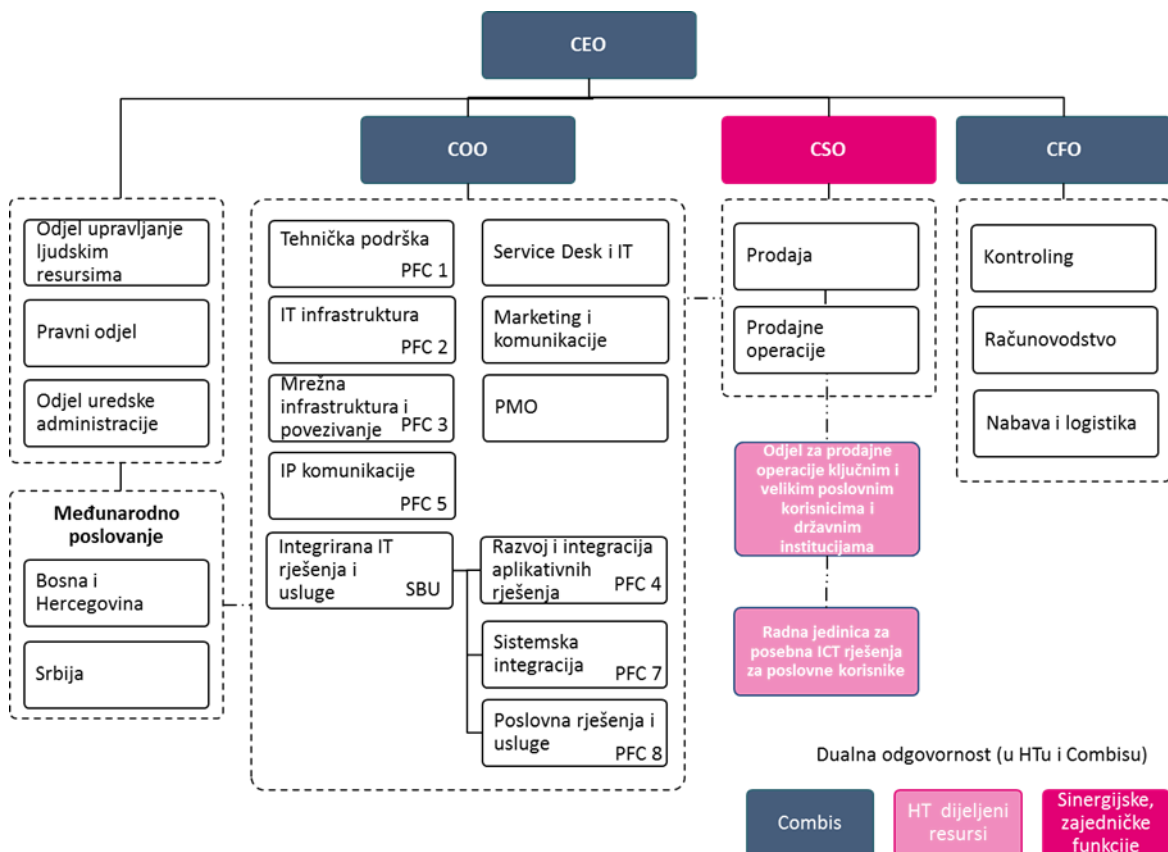 CEO
COO
CSO
CFO
Odjel upravljanje
ljudskim
resursima
Pravni odjel
Odjel uredske
administracije
Međunarodno
poslovanje
Bosna i
Hercegovina
Srbija
Tehnička podrška
PFC 1
IT infrastruktura
PFC 2
Mrežna
infrastruktura i
povezivanje PFC 3
IP komunikacije
PFC 5
Integrirana IT
rješenja i
usluge SBU
Service Desk i IT
Marketing i
komunikacije
PMO
Razvoj i integracija
aplikativnih
rješenja PFC 4
Sistemska
integracija
PFC 7
Poslovna rješenja i
usluge
PFC 8
Prodaja
Prodajne
operacije
Odjel za prodajne
operacije ključnim i
velikim poslovnim
korisnicima i
državnim
institucijama
Radna jedinica za
posebna ICT rješenja
za poslovne korisnike
Kontroling
Računovodstvo
Nabava i logistika
Dualna odgovornost (u HTu i Combisu)
Combis
HT dijeljeni
resursi
Sinergijske,
zajedničke
funkcije